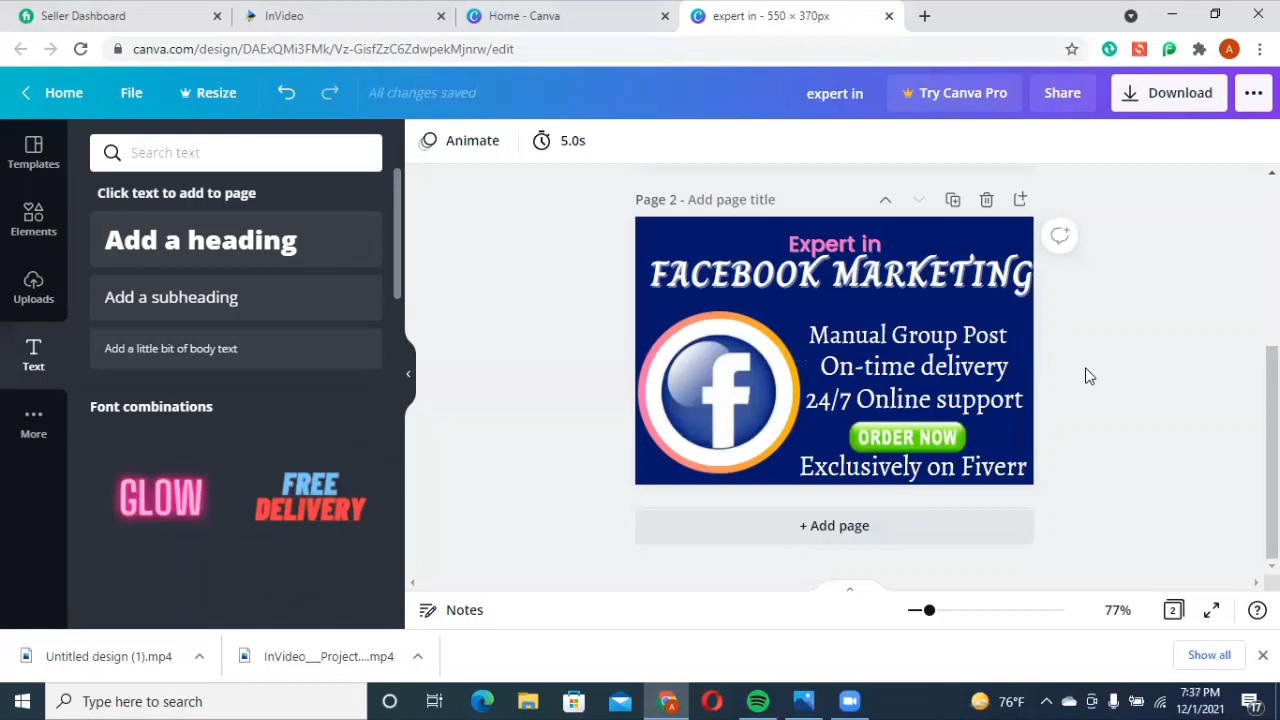 Seller Dashboard
InVideo
Home - Canva
expert in - 550 × 370px
canva.com/design/DAExQMi3FMk/Vz-GisfZzC6ZdwpekMjnrw/edit
A
Home
File
Resize
All changes saved
expert in
Try Canva Pro
Share
Download
Templates
Elements
Uploads
Text
More
Search text
Click text to add to page
Add a heading
Add a subheading
Add a little bit of body text
Font combinations
GLOW
FREE
DELIVERY
Animate
5.0s
Page 2 - Add page title
Expert in
FACEBOOK MARKETING
f
Manual Group Post
On-time delivery
24/7 Online support
ORDER NOW
Exclusively on Fiverr
+ Add page
Notes
77%
2
?
Untitled design (1).mp4
InVideo___Project....mp4
Show all
Type here to search
76°F
7:37 PM
12/1/2021
17